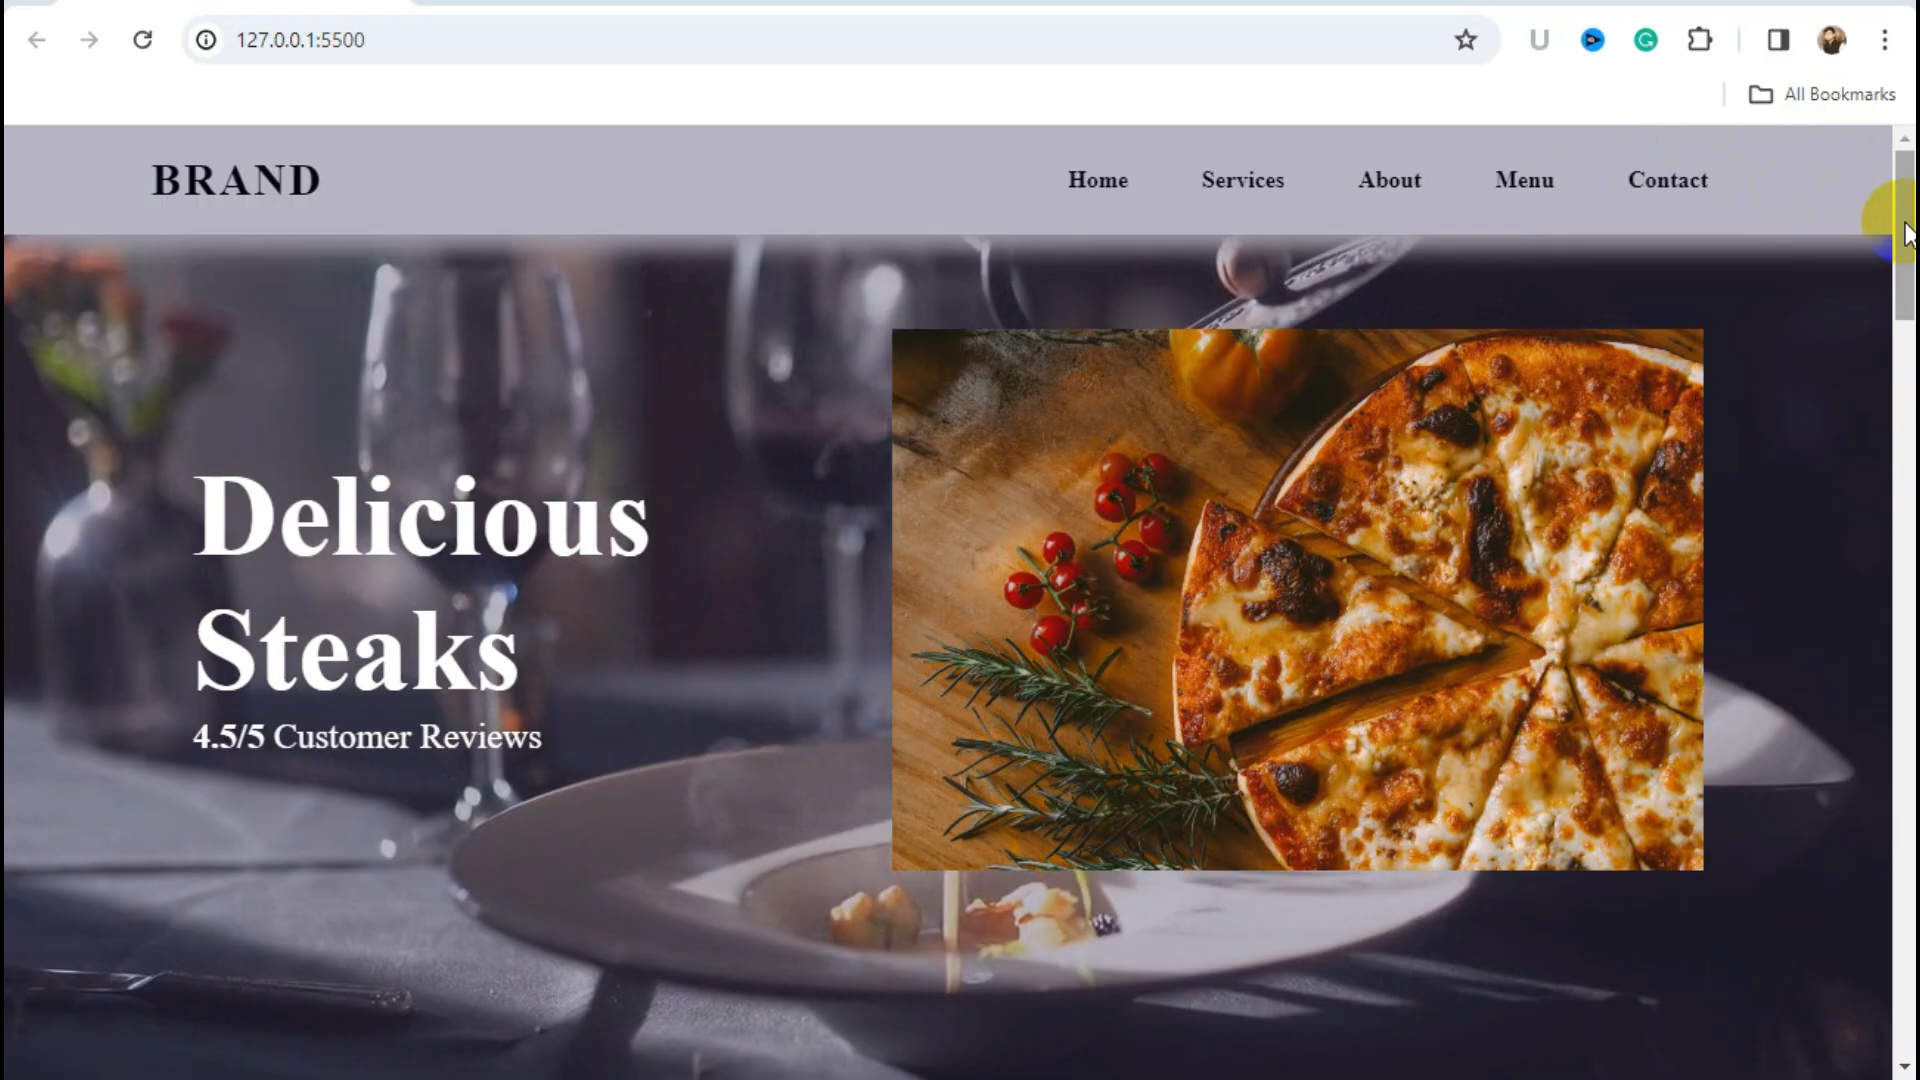 127.0.0.1:5500
All Bookmarks
BRAND
Home Services About Menu Contact
Delicious
Steaks
4.5/5 Customer Reviews